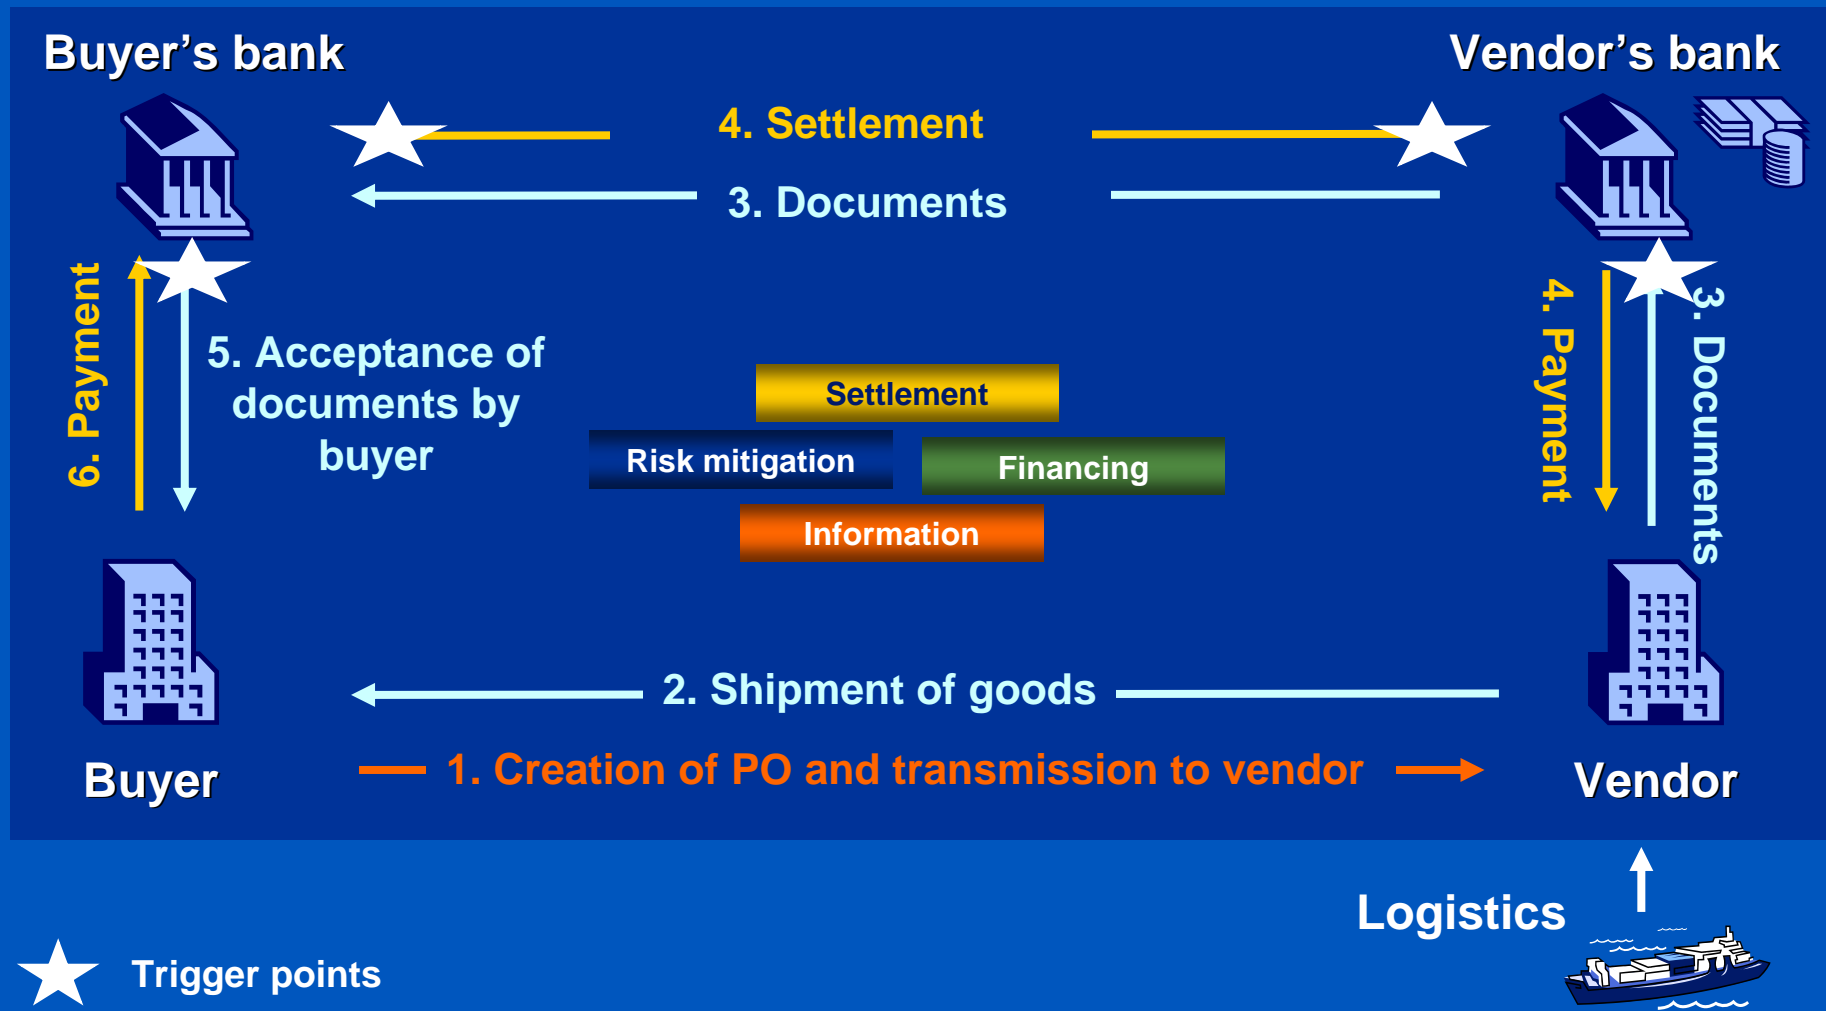 Buyer’s bank
Vendor’s bank
4. Settlement
3. Documents
6. Payment
5. Acceptance of
documents by
buyer
4. Payment
3. Documents
Settlement
Risk mitigation
Financing
Information
2. Shipment of goods
1. Creation of PO and transmission to vendor
Buyer
Vendor
Logistics
Trigger points